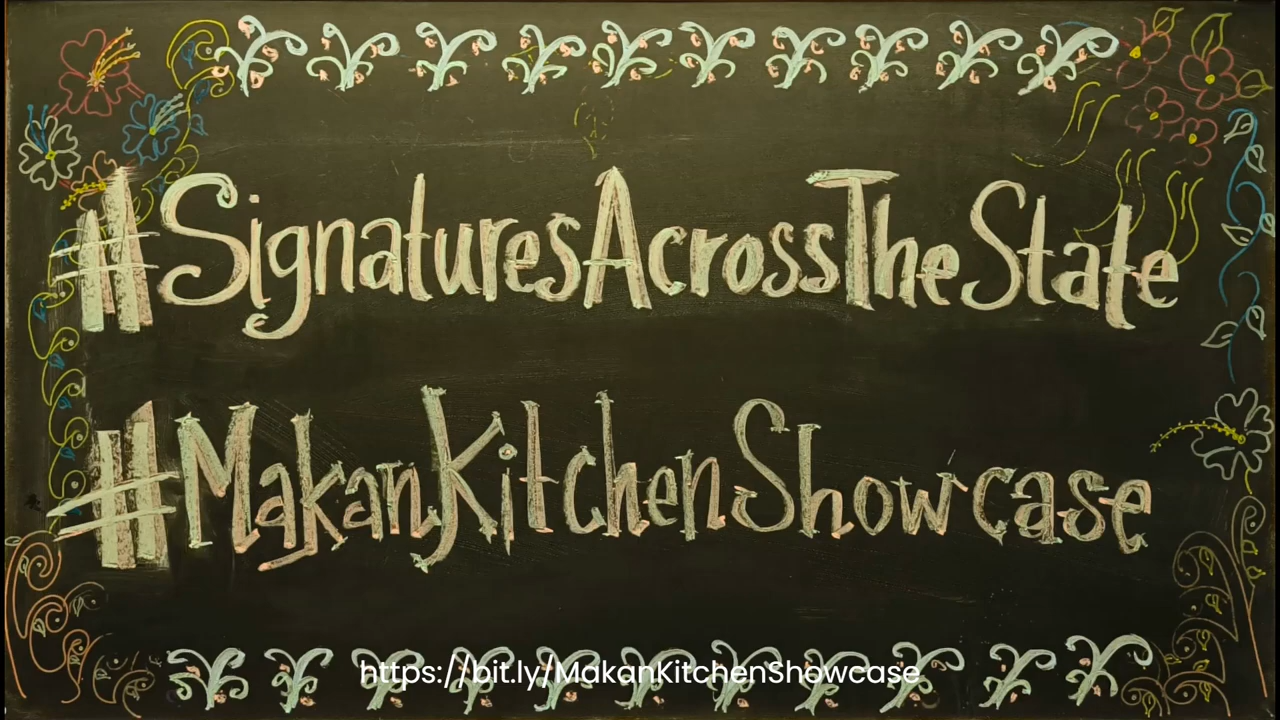 #SignaturesAcrossTheState
#MakanKitchenShowcase
https://bit.ly/MakanKitchenShowcase